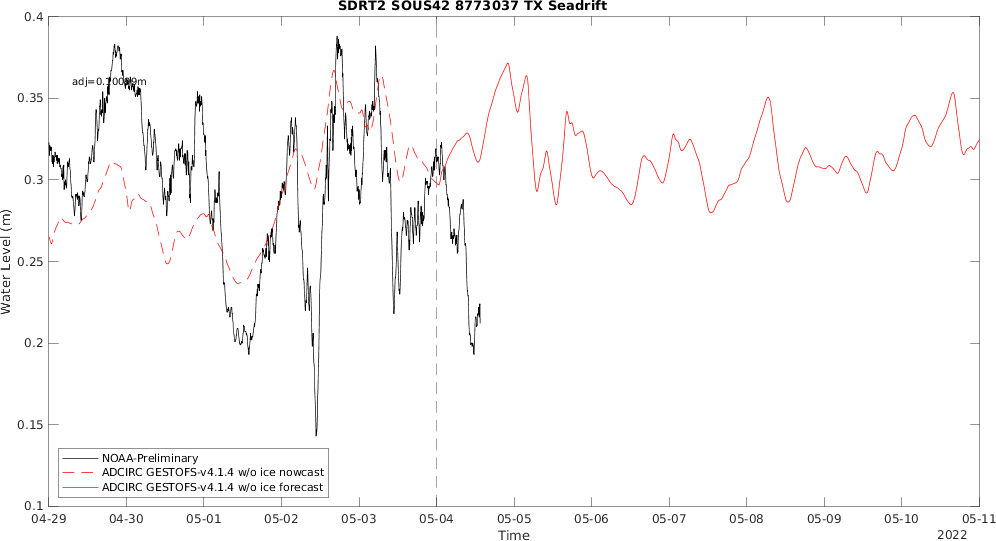 SDRT2 SOUS42 8773037 TX Seadrift
0.4
0.35
0.3
0.25
0.2
0.15
0.1
Water Level (m)
NOAA-Preliminary
ADCIRC GESTOFS-v4.1.4 w/o ice nowcast
ADCIRC GESTOFS-v4.1.4 w/o ice forecast
04-29 04-30 05-01 05-02 05-03 05-04 05-05 05-06 05-07 05-08 05-09 05-10 05-11
Time
2022